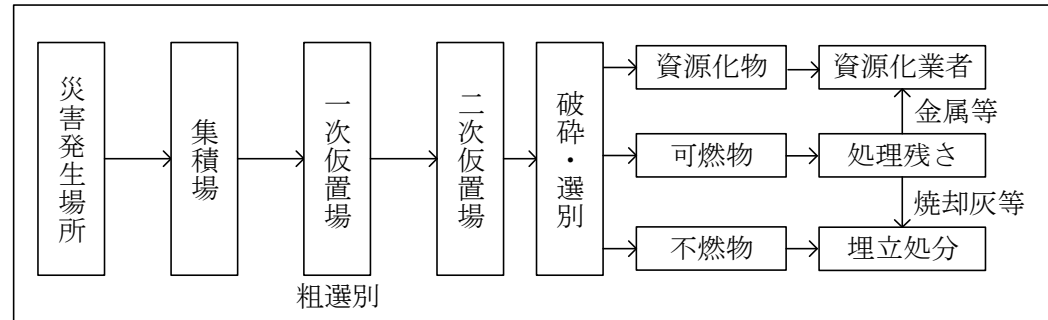 災害発生場所
集積場
一次仮置場
粗選別
二次仮置場
破砕・選別
資源化物
資源化業者
金属等
可燃物
処理残さ
焼却灰等
不燃物
埋立処分